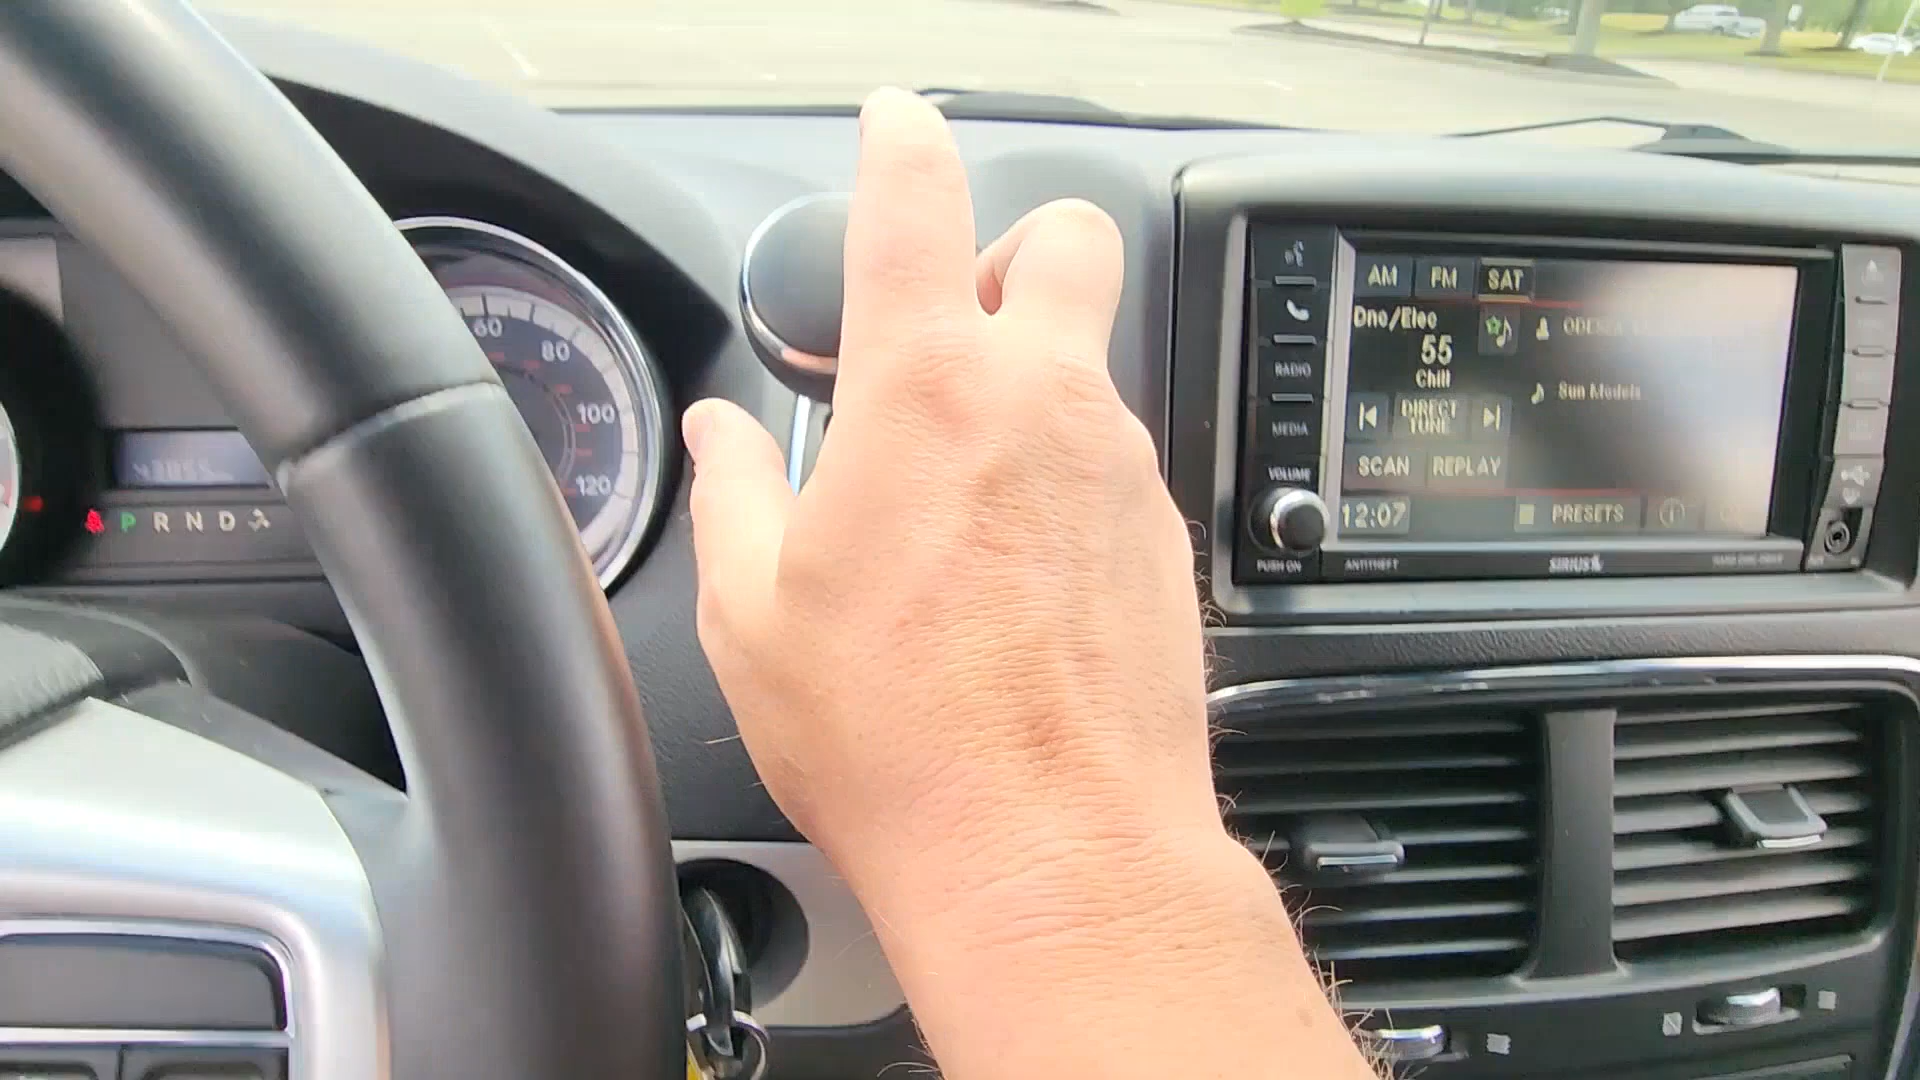 60
80
100
120
P R N D
AM FM SAT
Dnc/Elec
55
Chill
Sun Models
DIRECT
TUNE
SCAN REPLAY
12:07
PRESETS
RADIO
MEDIA
VOLUME
PUSH ON
ANTITHEFT
SIRIUS